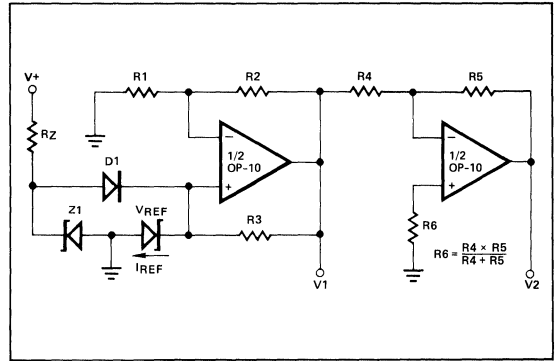 V+
R1
R2
R4
R5
RZ
−
1/2
OP-10
+
−
1/2
OP-10
+
D1
Z1
VREF
IREF
R3
R6
R6 = R4 × R5
R4 + R5
V1
V2